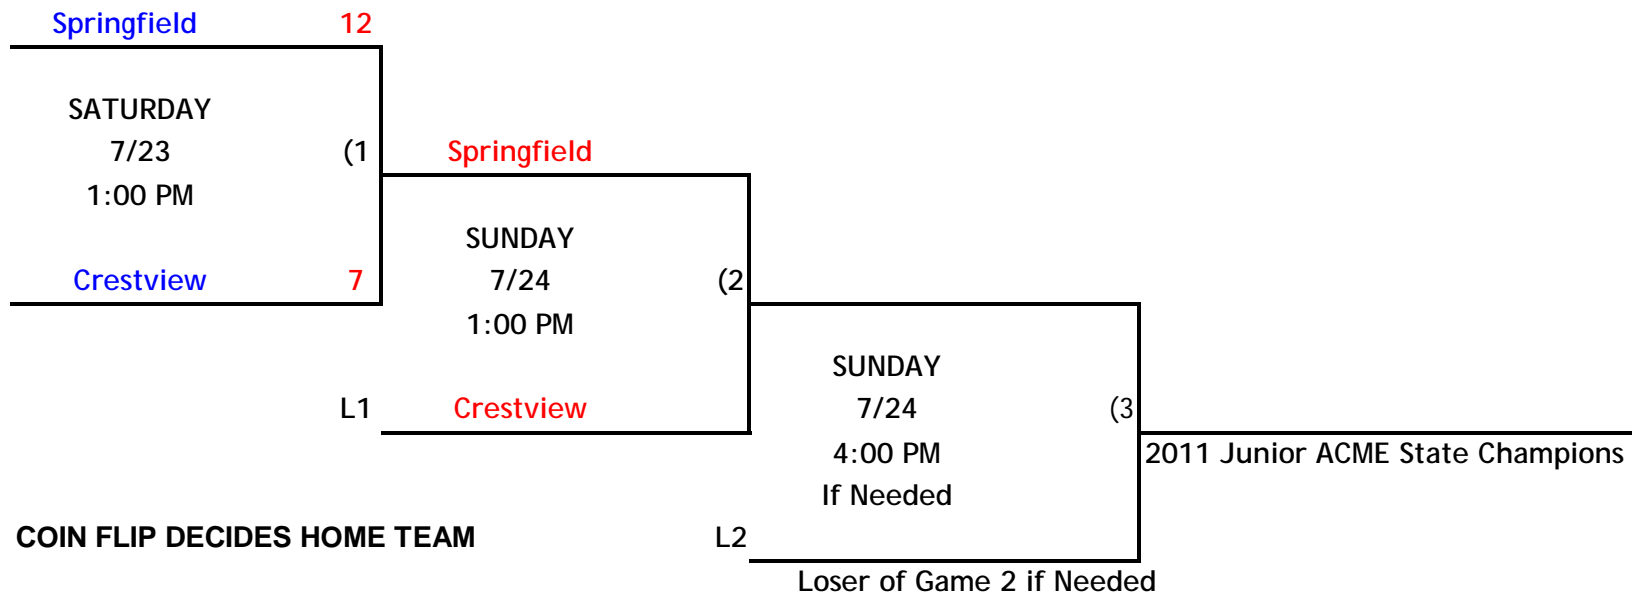 Springfield 12
SATURDAY
7/23 (1 Springfield
1:00 PM
SUNDAY
Crestview 7 7/24 (2
1:00 PM
SUNDAY
L1 Crestview 7/24 (3
4:00 PM 2011 Junior ACME State Champions
If Needed
COIN FLIP DECIDES HOME TEAM L2
Loser of Game 2 if Needed